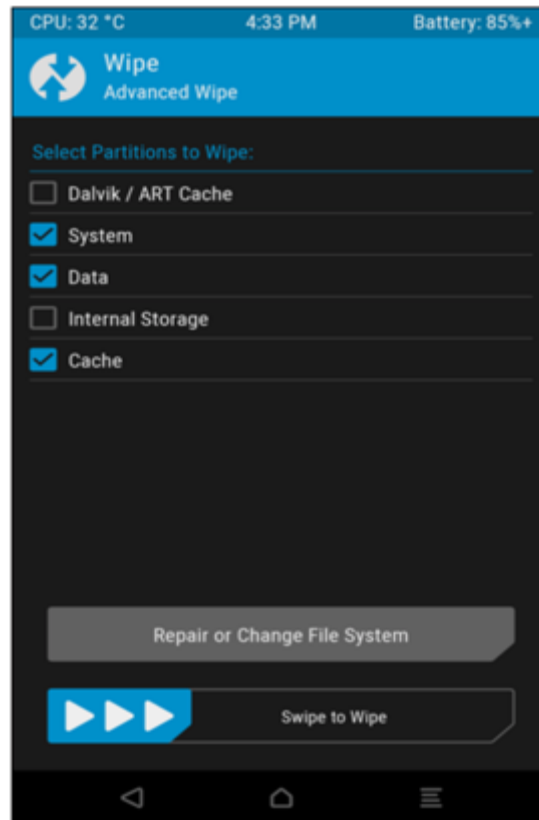 CPU: 32 °C 4:33 PM Battery: 85%+
Wipe
Advanced Wipe
Select Partitions to Wipe:
Dalvik / ART Cache
System
Data
Internal Storage
Cache
Repair or Change File System
Swipe to Wipe